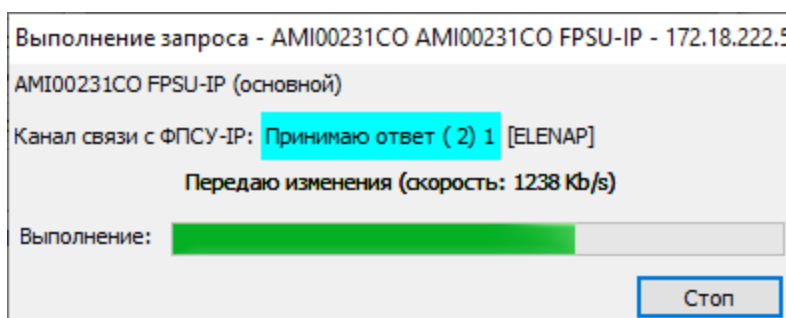 Выполнение запроса - AMI00231CO AMI00231CO FPSU-IP - 172.18.222.5
AMI00231CO FPSU-IP (основной)
Канал связи с ФПСУ-IP: Принимаю ответ ( 2) 1 [ELENAP]
Передаю изменения (скорость: 1238 Kb/s)
Выполнение:
Стоп